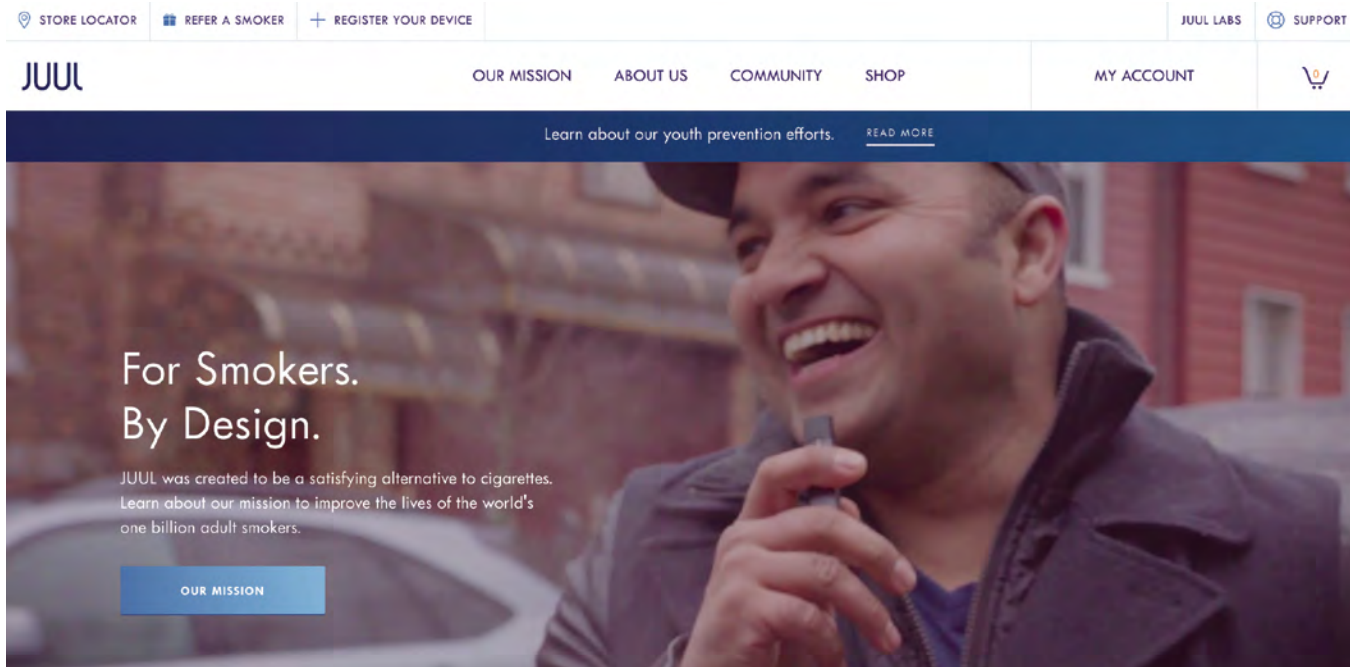 STORE LOCATOR
REFER A SMOKER
REGISTER YOUR DEVICE
JUUL LABS
SUPPORT
JUUL
OUR MISSION
ABOUT US
COMMUNITY
SHOP
MY ACCOUNT
0
Learn about our youth prevention efforts. READ MORE
For Smokers.
By Design.
JUUL was created to be a satisfying alternative to cigarettes.
Learn about our mission to improve the lives of the world's
one billion adult smokers.
OUR MISSION